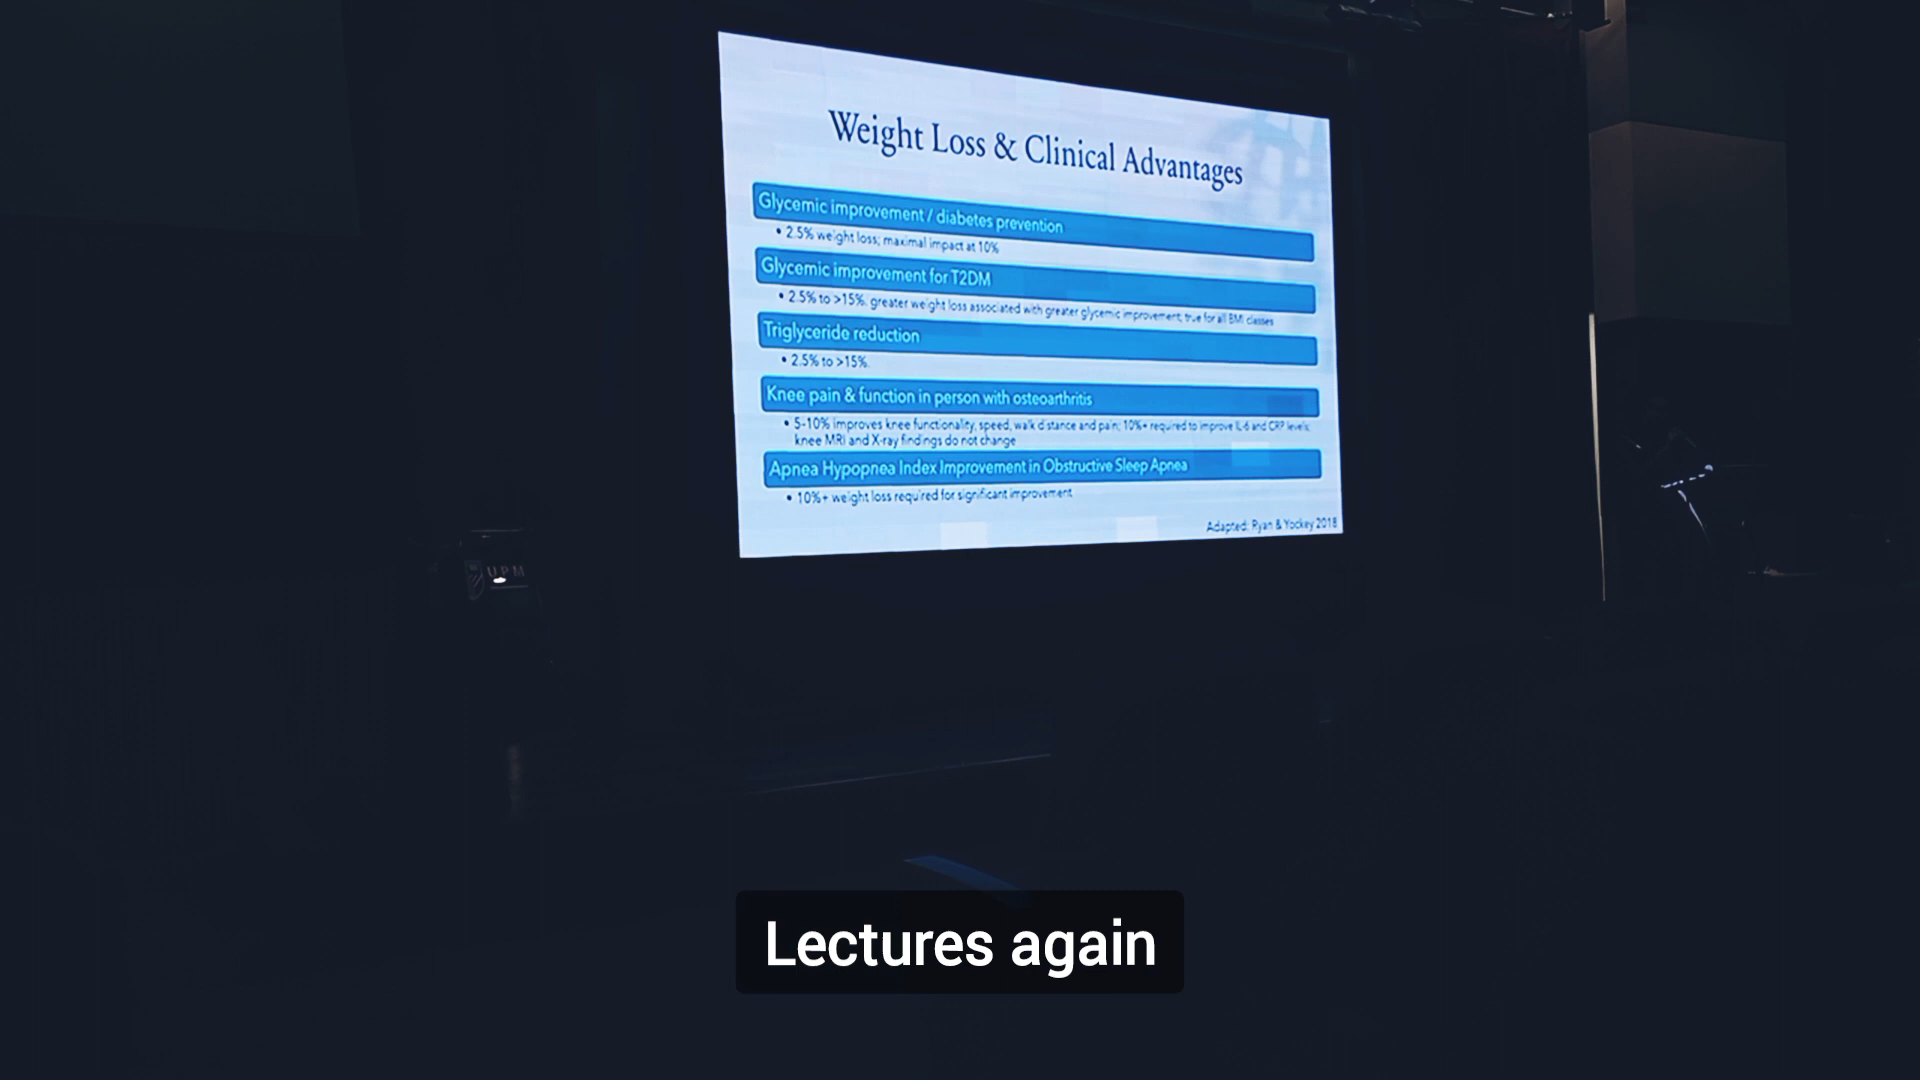 Weight Loss & Clinical Advantages
Glycemic improvement / diabetes prevention
• 2.5% weight loss; maximal impact at 10%
Glycemic improvement for T2DM
• 2.5% to >15%. greater weight loss associated with greater glycemic improvement; true for all BMI classes
Triglyceride reduction
• 2.5% to >15%.
Knee pain & function in person with osteoarthritis
• 5-10% improves knee functionality, speed, walk distance and pain; 10%+ required to improve IL-6 and CRP levels;
knee MRI and X-ray findings do not change
Apnea Hypopnea Index Improvement in Obstructive Sleep Apnea
• 10%+ weight loss required for significant improvement
Adapted: Ryan & Yockey 2018
UPM
Lectures again